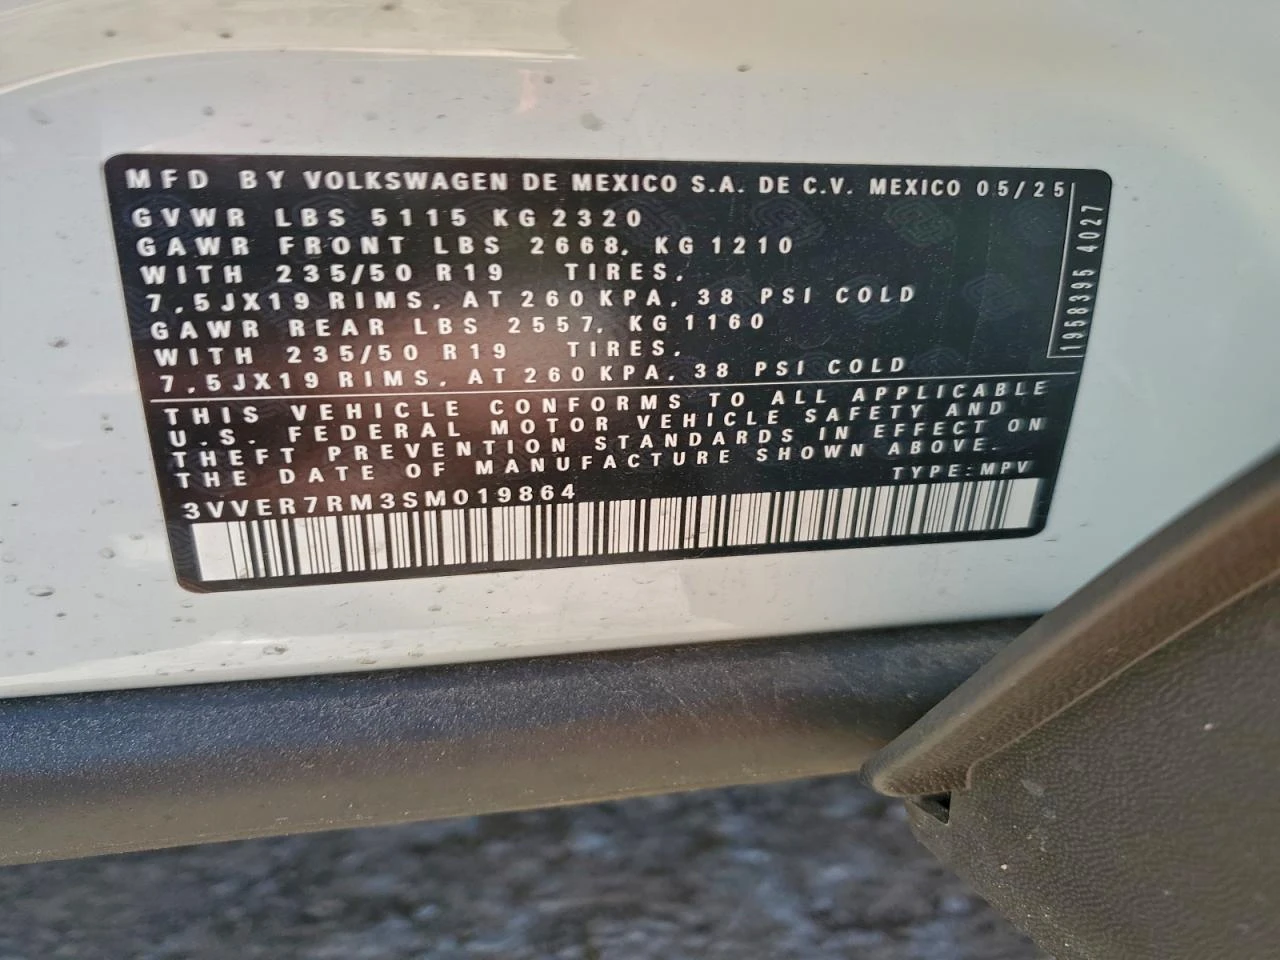 MFD BY VOLKSWAGEN DE MEXICO S.A. DE C.V. MEXICO 05/25
GVWR LBS 5115 KG 2320
GAWR FRONT LBS 2668, KG 1210
WITH 235/50 R19 TIRES,
7,5JX19 RIMS, AT 260 KPA, 38 PSI COLD
GAWR REAR LBS 2557, KG 1160
WITH 235/50 R19 TIRES,
7,5JX19 RIMS, AT 260 KPA, 38 PSI COLD
THIS VEHICLE CONFORMS TO ALL APPLICABLE
U.S. FEDERAL MOTOR VEHICLE SAFETY AND
THEFT PREVENTION STANDARDS IN EFFECT ON
THE DATE OF MANUFACTURE SHOWN ABOVE.
TYPE: MPV
3VVER7RM3SM019864
1958395 4027